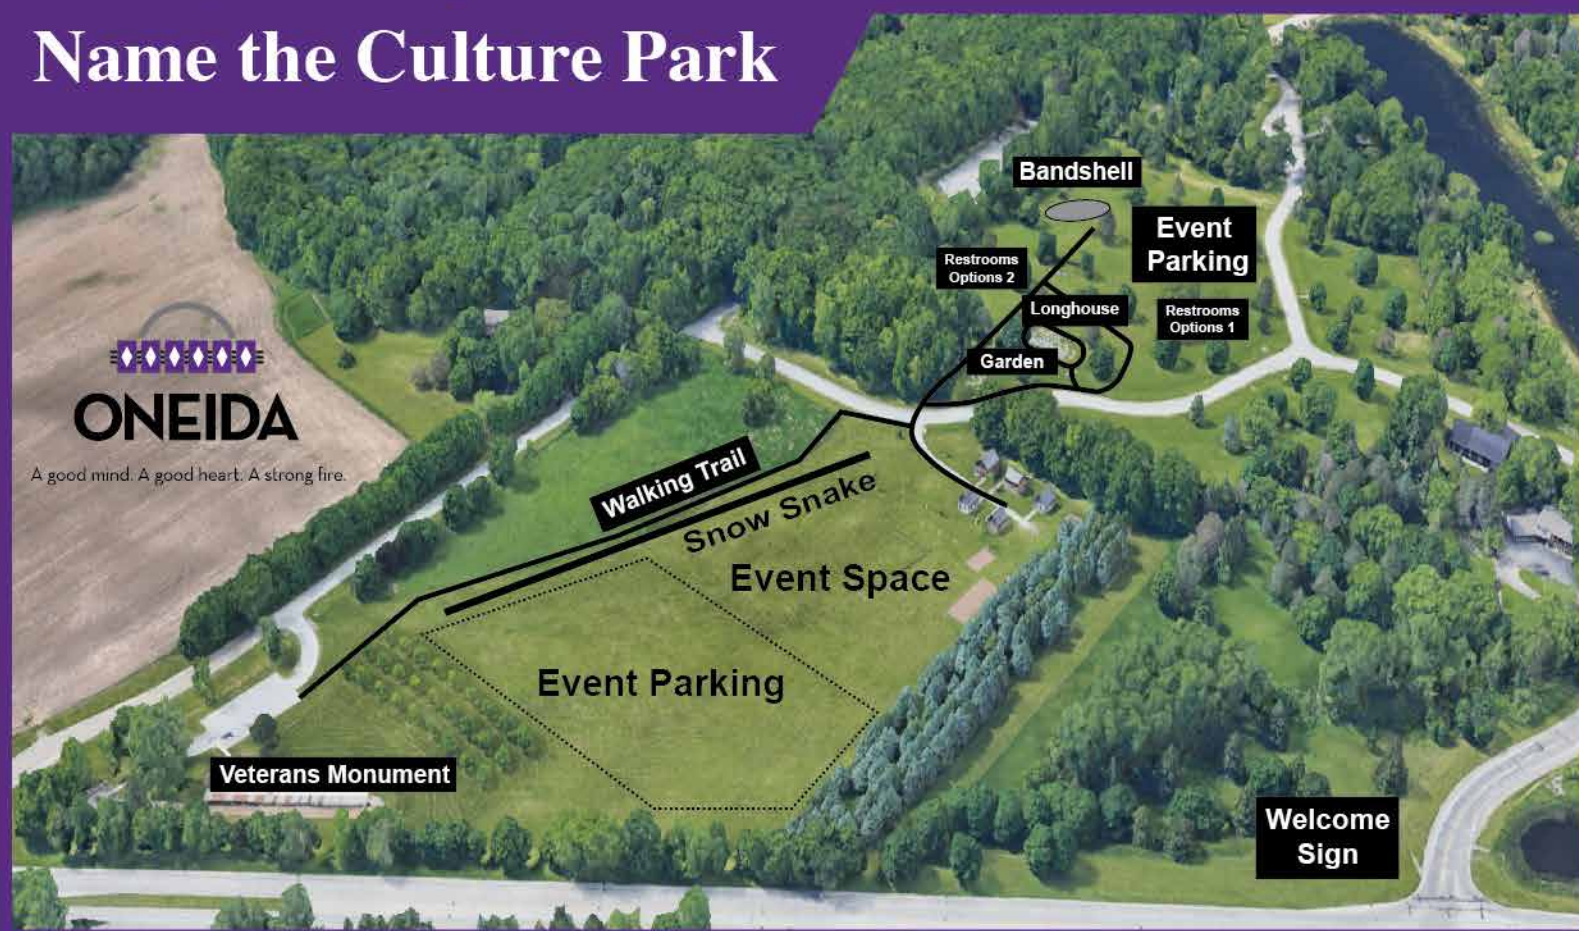 Name the Culture Park
Bandshell
Event
Parking
Restrooms
Options 2
Longhouse
Restrooms
Options 1
Garden
ONEIDA
A good mind. A good heart. A strong fire.
Walking Trail
Snow Snake
Event Space
Event Parking
Veterans Monument
Welcome
Sign